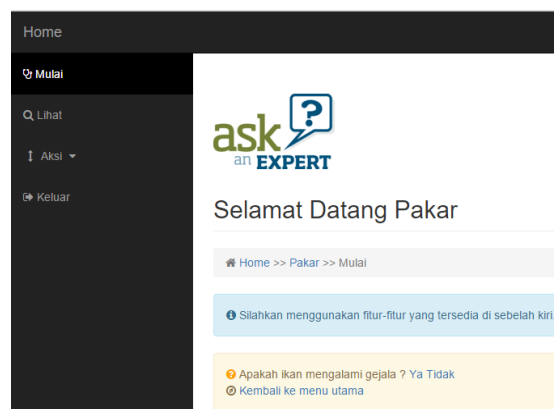 Home
Mulai
Lihat
Aksi
Keluar
ask
an EXPERT
Selamat Datang Pakar
Home >> Pakar >> Mulai
Silahkan menggunakan fitur-fitur yang tersedia di sebelah kiri.
Apakah ikan mengalami gejala ? Ya Tidak
Kembali ke menu utama